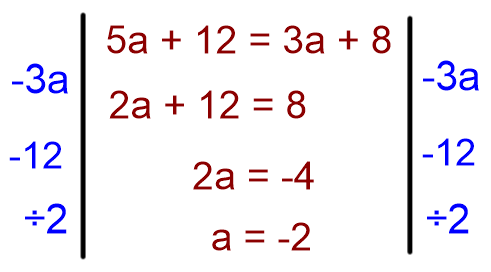 5a + 12 = 3a + 8
-3a -3a
2a + 12 = 8
-12 -12
2a = -4
÷2 ÷2
a = -2